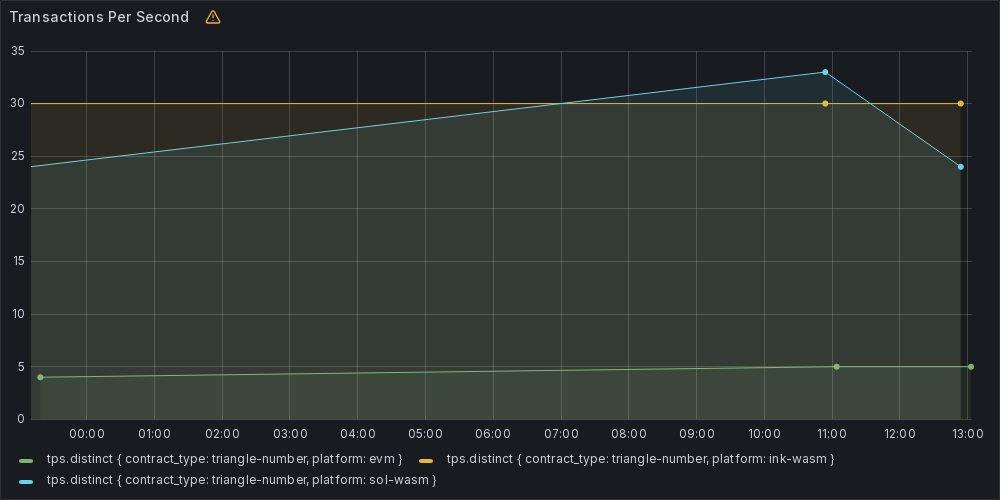 Transactions Per Second
35
30
25
20
15
10
5
0
00:00 01:00 02:00 03:00 04:00 05:00 06:00 07:00 08:00 09:00 10:00 11:00 12:00 13:00
tps.distinct { contract_type: triangle-number, platform: evm } tps.distinct { contract_type: triangle-number, platform: ink-wasm }
tps.distinct { contract_type: triangle-number, platform: sol-wasm }